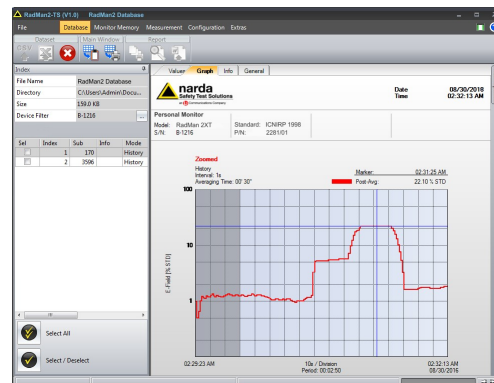 RadMan2-TS (V1.0) RadMan2 Database
File Database Monitor Memory Measurement Configuration Extras
Dataset Main Window Report
CSV
Index
File Name RadMan2 Database
Directory C:\Users\Admin\Docu...
Size 159.0 KB
Device Filter B-1216 ...
Sel Index Sub Info Mode
1 170 History
2 3596 History
Select All
Select / Deselect
Values Graph Info General
narda
Safety Test Solutions
an L3 Communications Company
Date 08/30/2018
Time 02:32:13 AM
Personal Monitor
Model: RadMan 2XT Standard: ICNIRP 1998
S/N: B-1216 P/N: 2281/01
Zoomed
History
Interval: 1s
Averaging Time: 00' 30"
Marker: 02:31:25 AM
Post-Avg: 22.10 % STD
100
10
1
E-Field [% STD]
02:29:23 AM 10s / Division 02:32:13 AM
Period: 00:02:50 08/30/2016